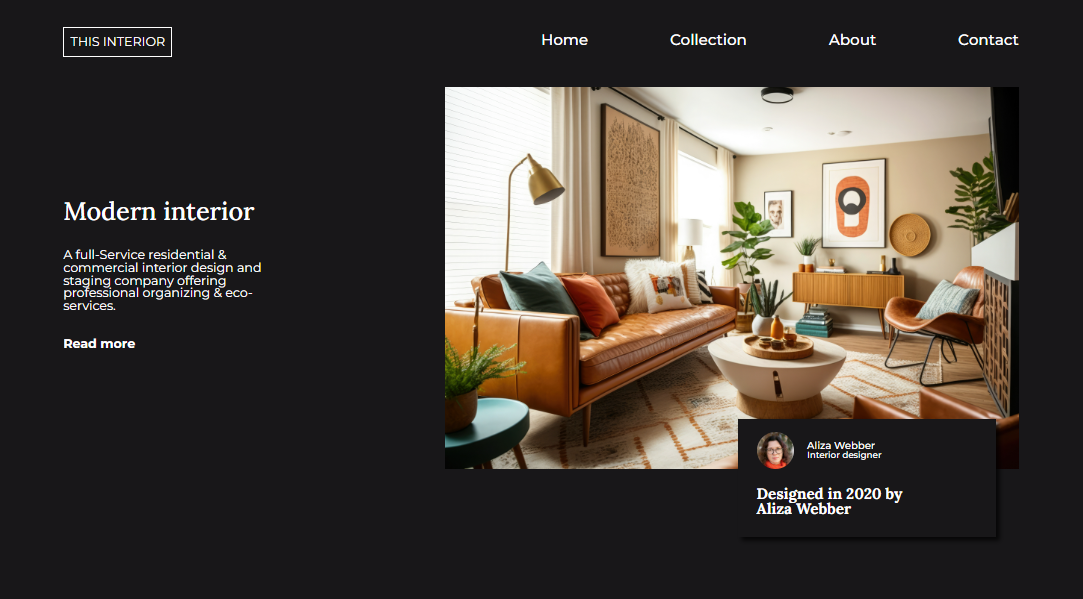 THIS INTERIOR
Home
Collection
About
Contact
Modern interior
A full-Service residential &
commercial interior design and
staging company offering
professional organizing & eco-
services.
Read more
Aliza Webber
Interior designer
Designed in 2020 by
Aliza Webber